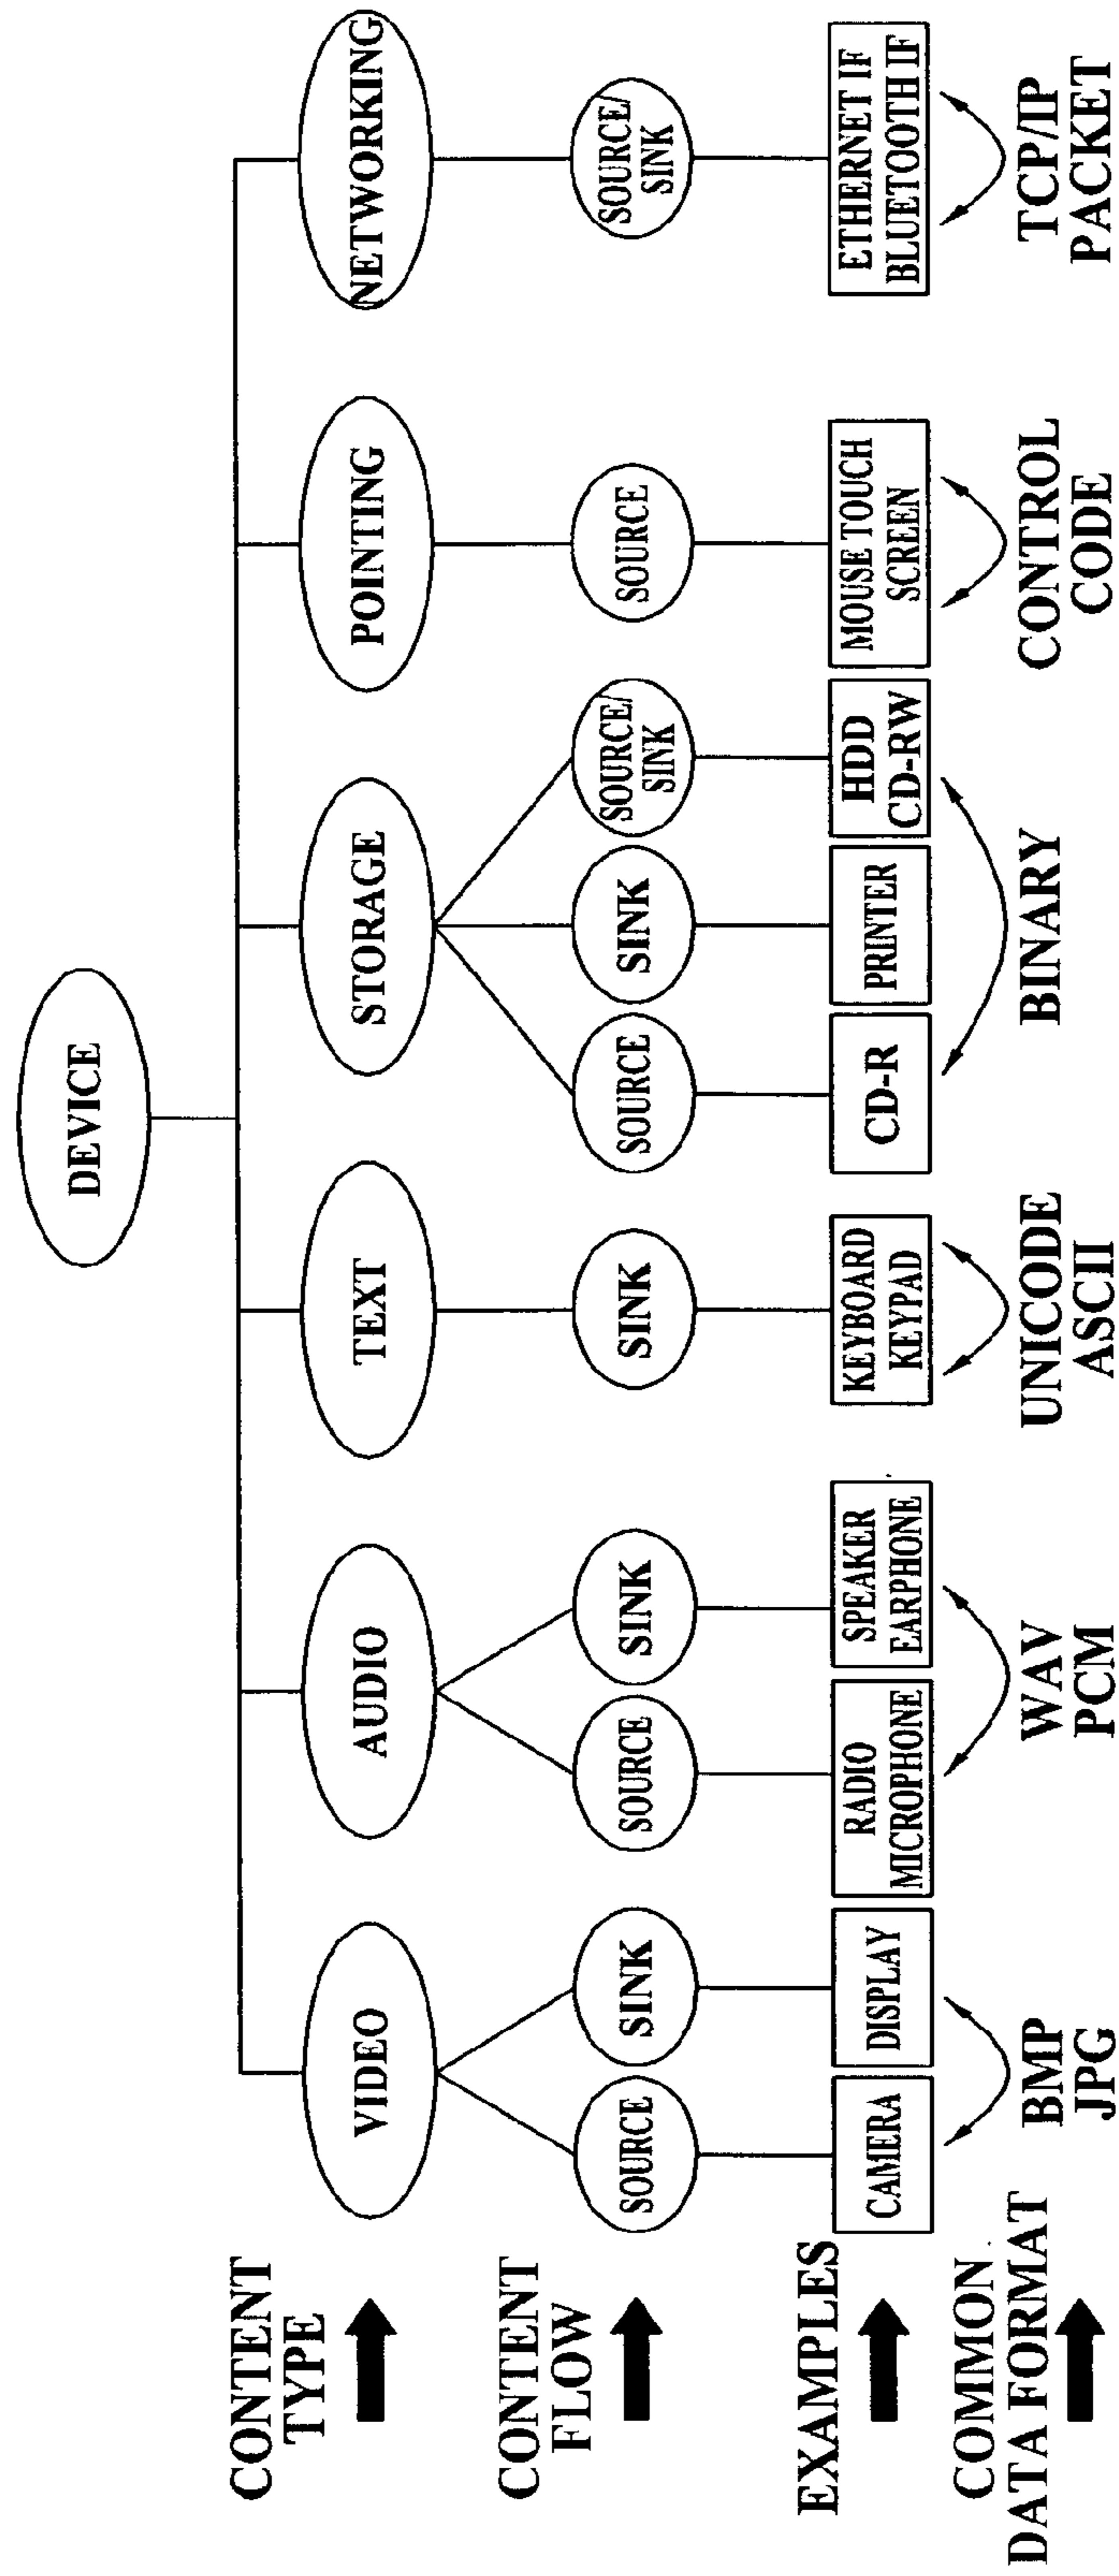 DEVICE
CONTENT
TYPE
VIDEO
AUDIO
TEXT
STORAGE
POINTING
NETWORKING
CONTENT
FLOW
SOURCE
SINK
SOURCE
SINK
SINK
SOURCE
SINK
SOURCE/
SINK
SOURCE
SOURCE/
SINK
EXAMPLES
CAMERA
DISPLAY
RADIO
MICROPHONE
SPEAKER
EARPHONE
KEYBOARD
KEYPAD
CD-R
PRINTER
HDD
CD-RW
MOUSE TOUCH
SCREEN
ETHERNET IF
BLUETOOTH IF
COMMON
DATA FORMAT
BMP
JPG
WAV
PCM
UNICODE
ASCII
BINARY
CONTROL
CODE
TCP/IP
PACKET